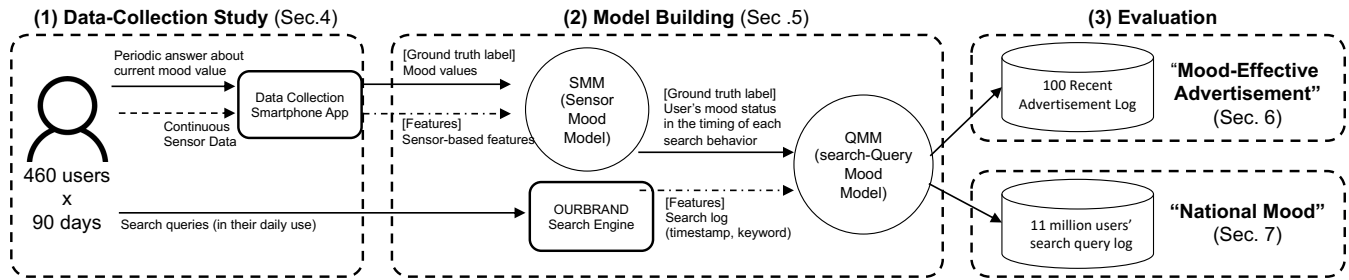 (1) Data-Collection Study (Sec.4)
Periodic answer about
current mood value
Data Collection
Smartphone App
Continuous
Sensor Data
460 users
x
90 days
Search queries (in their daily use)
(2) Model Building (Sec .5)
[Ground truth label]
Mood values
[Features]
Sensor-based features
SMM
(Sensor
Mood
Model)
[Ground truth label]
User's mood status
in the timing of each
search behavior
OURBRAND
Search Engine
[Features]
Search log
(timestamp, keyword)
QMM
(search-Query
Mood
Model)
(3) Evaluation
100 Recent
Advertisement Log
“Mood-Effective
Advertisement”
(Sec. 6)
11 million users’
search query log
“National Mood”
(Sec. 7)